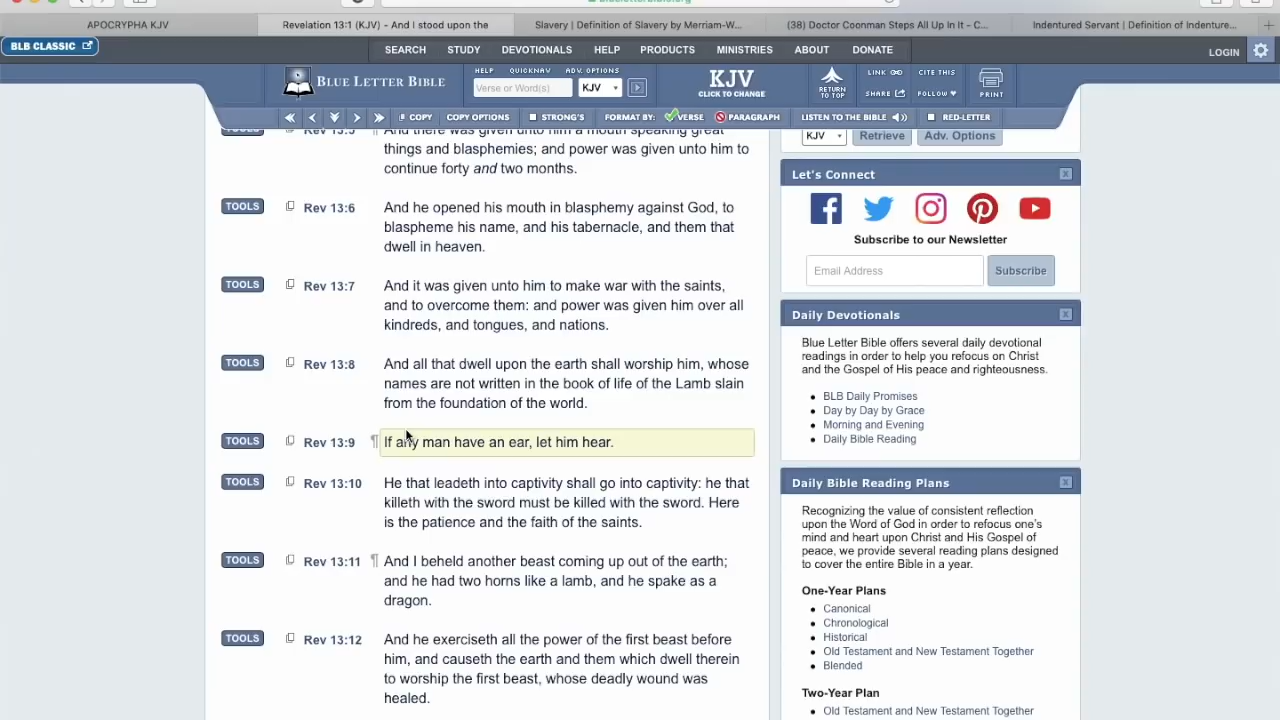 APOCRYPHA KJV
Revelation 13:1 (KJV) - And I stood upon the
Slavery | Definition of Slavery by Merriam-W...
(38) Doctor Coonman Steps All Up In It - C...
Indentured Servant | Definition of Indenture...
BLB CLASSIC
SEARCH STUDY DEVOTIONALS HELP PRODUCTS MINISTRIES ABOUT DONATE
LOGIN
BLUE LETTER BIBLE
HELP QUICKNAV ADV. OPTIONS
Verse or Word(s) KJV
KJV
CLICK TO CHANGE
RETURN
TO TOP
LINK CITE THIS
SHARE FOLLOW
PRINT
COPY COPY OPTIONS STRONG'S FORMAT BY: VERSE PARAGRAPH LISTEN TO THE BIBLE RED-LETTER
TOOLS Rev 13:5 ¶ And there was given unto him a mouth speaking great
things and blasphemies; and power was given unto him to
continue forty and two months.
TOOLS Rev 13:6 And he opened his mouth in blasphemy against God, to
blaspheme his name, and his tabernacle, and them that
dwell in heaven.
TOOLS Rev 13:7 And it was given unto him to make war with the saints,
and to overcome them: and power was given him over all
kindreds, and tongues, and nations.
TOOLS Rev 13:8 And all that dwell upon the earth shall worship him, whose
names are not written in the book of life of the Lamb slain
from the foundation of the world.
TOOLS Rev 13:9 ¶ If any man have an ear, let him hear.
TOOLS Rev 13:10 He that leadeth into captivity shall go into captivity: he that
killeth with the sword must be killed with the sword. Here
is the patience and the faith of the saints.
TOOLS Rev 13:11 ¶ And I beheld another beast coming up out of the earth;
and he had two horns like a lamb, and he spake as a
dragon.
TOOLS Rev 13:12 And he exerciseth all the power of the first beast before
him, and causeth the earth and them which dwell therein
to worship the first beast, whose deadly wound was
healed.
KJV Retrieve Adv. Options
Let's Connect
Subscribe to our Newsletter
Email Address Subscribe
Daily Devotionals
Blue Letter Bible offers several daily devotional
readings in order to help you refocus on Christ
and the Gospel of His peace and righteousness.
BLB Daily Promises
Day by Day by Grace
Morning and Evening
Daily Bible Reading
Daily Bible Reading Plans
Recognizing the value of consistent reflection
upon the Word of God in order to refocus one's
mind and heart upon Christ and His Gospel of
peace, we provide several reading plans designed
to cover the entire Bible in a year.
One-Year Plans
Canonical
Chronological
Historical
Old Testament and New Testament Together
Blended
Two-Year Plan
Old Testament and New Testament Together